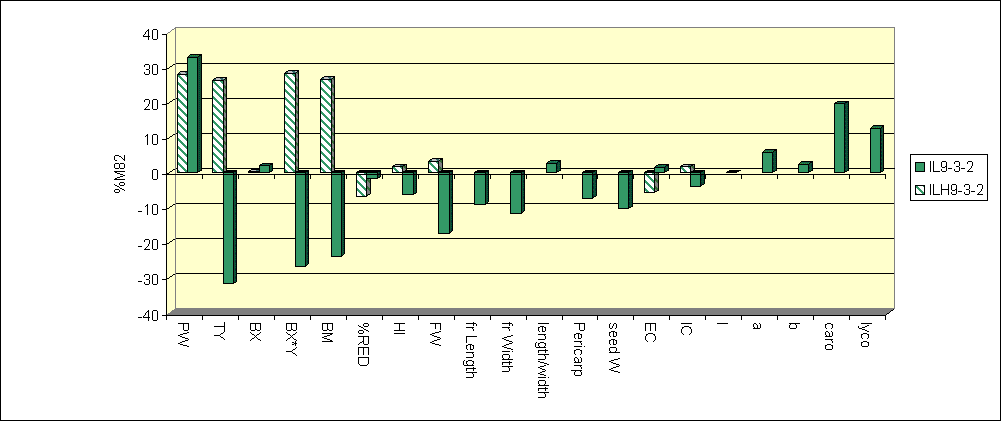 40
30
20
10
0
-10
-20
-30
-40
%M82
PW
TY
BX
BX*Y
BM
%RED
HI
FW
fr Length
fr Width
length/width
Pericarp
seed W
EC
IC
l
a
b
caro
lyco
IL9-3-2
ILH9-3-2